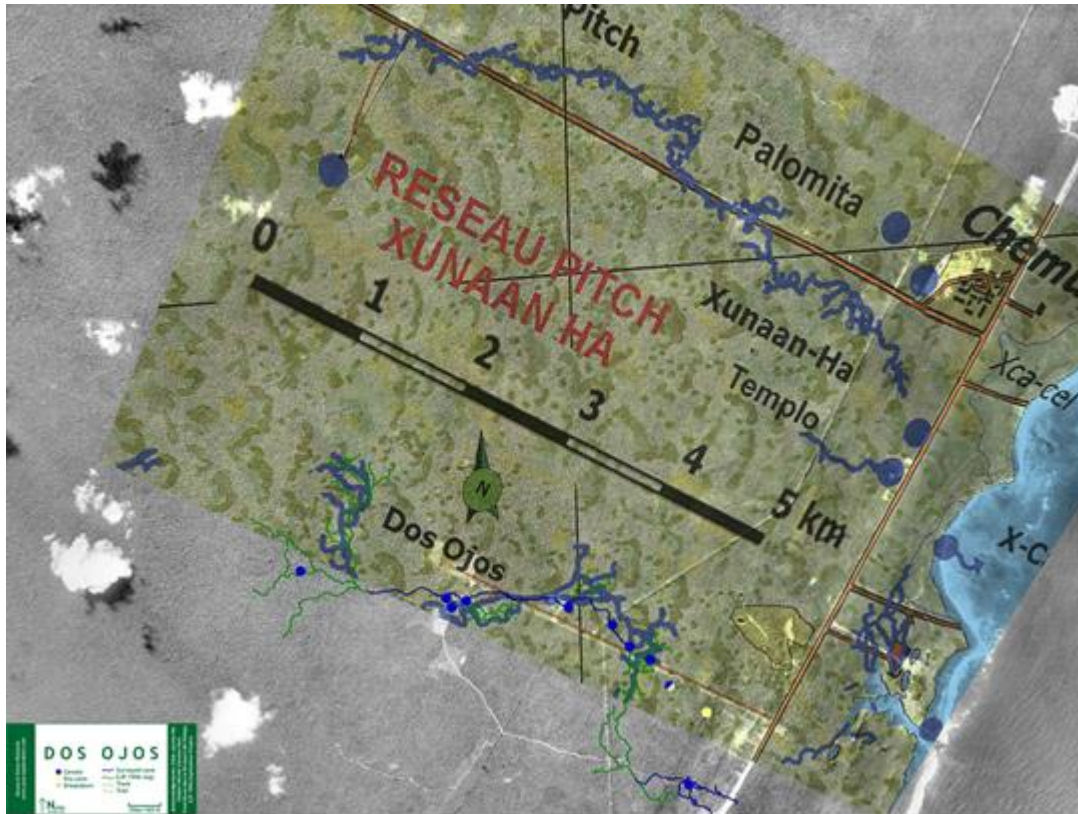 Pitch
Palomita
RESEAU PITCH
XUNAAN HA
0
1
2
3
4
5 km
Xunaan-Ha
Templo
Xca-cel
X-C
Dos Ojos
N
DOS OJOS
Cenote